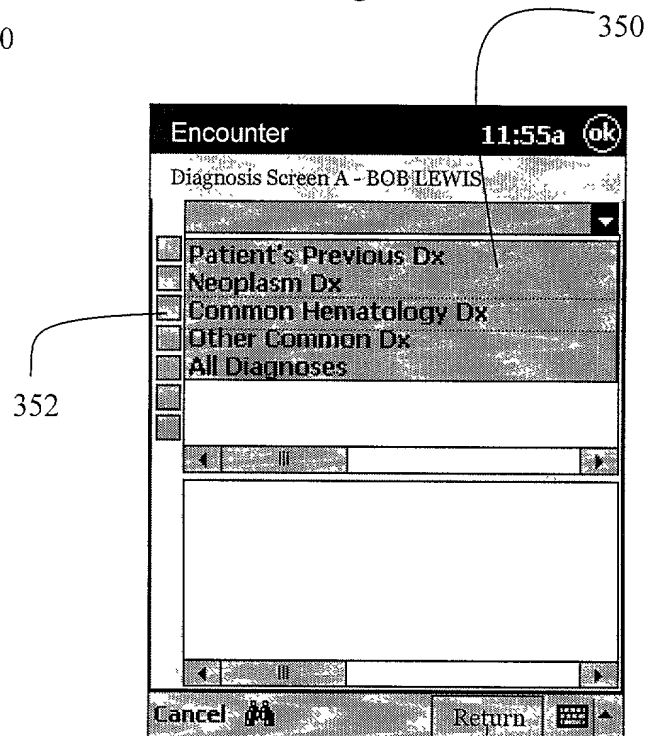 350
0
Encounter 11:55a ok
Diagnosis Screen A - BOB LEWIS
Patient's Previous Dx
Neoplasm Dx
Common Hematology Dx
Other Common Dx
All Diagnoses
352
Cancel Return